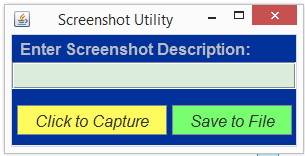 Screenshot Utility
Enter Screenshot Description:
Click to Capture Save to File